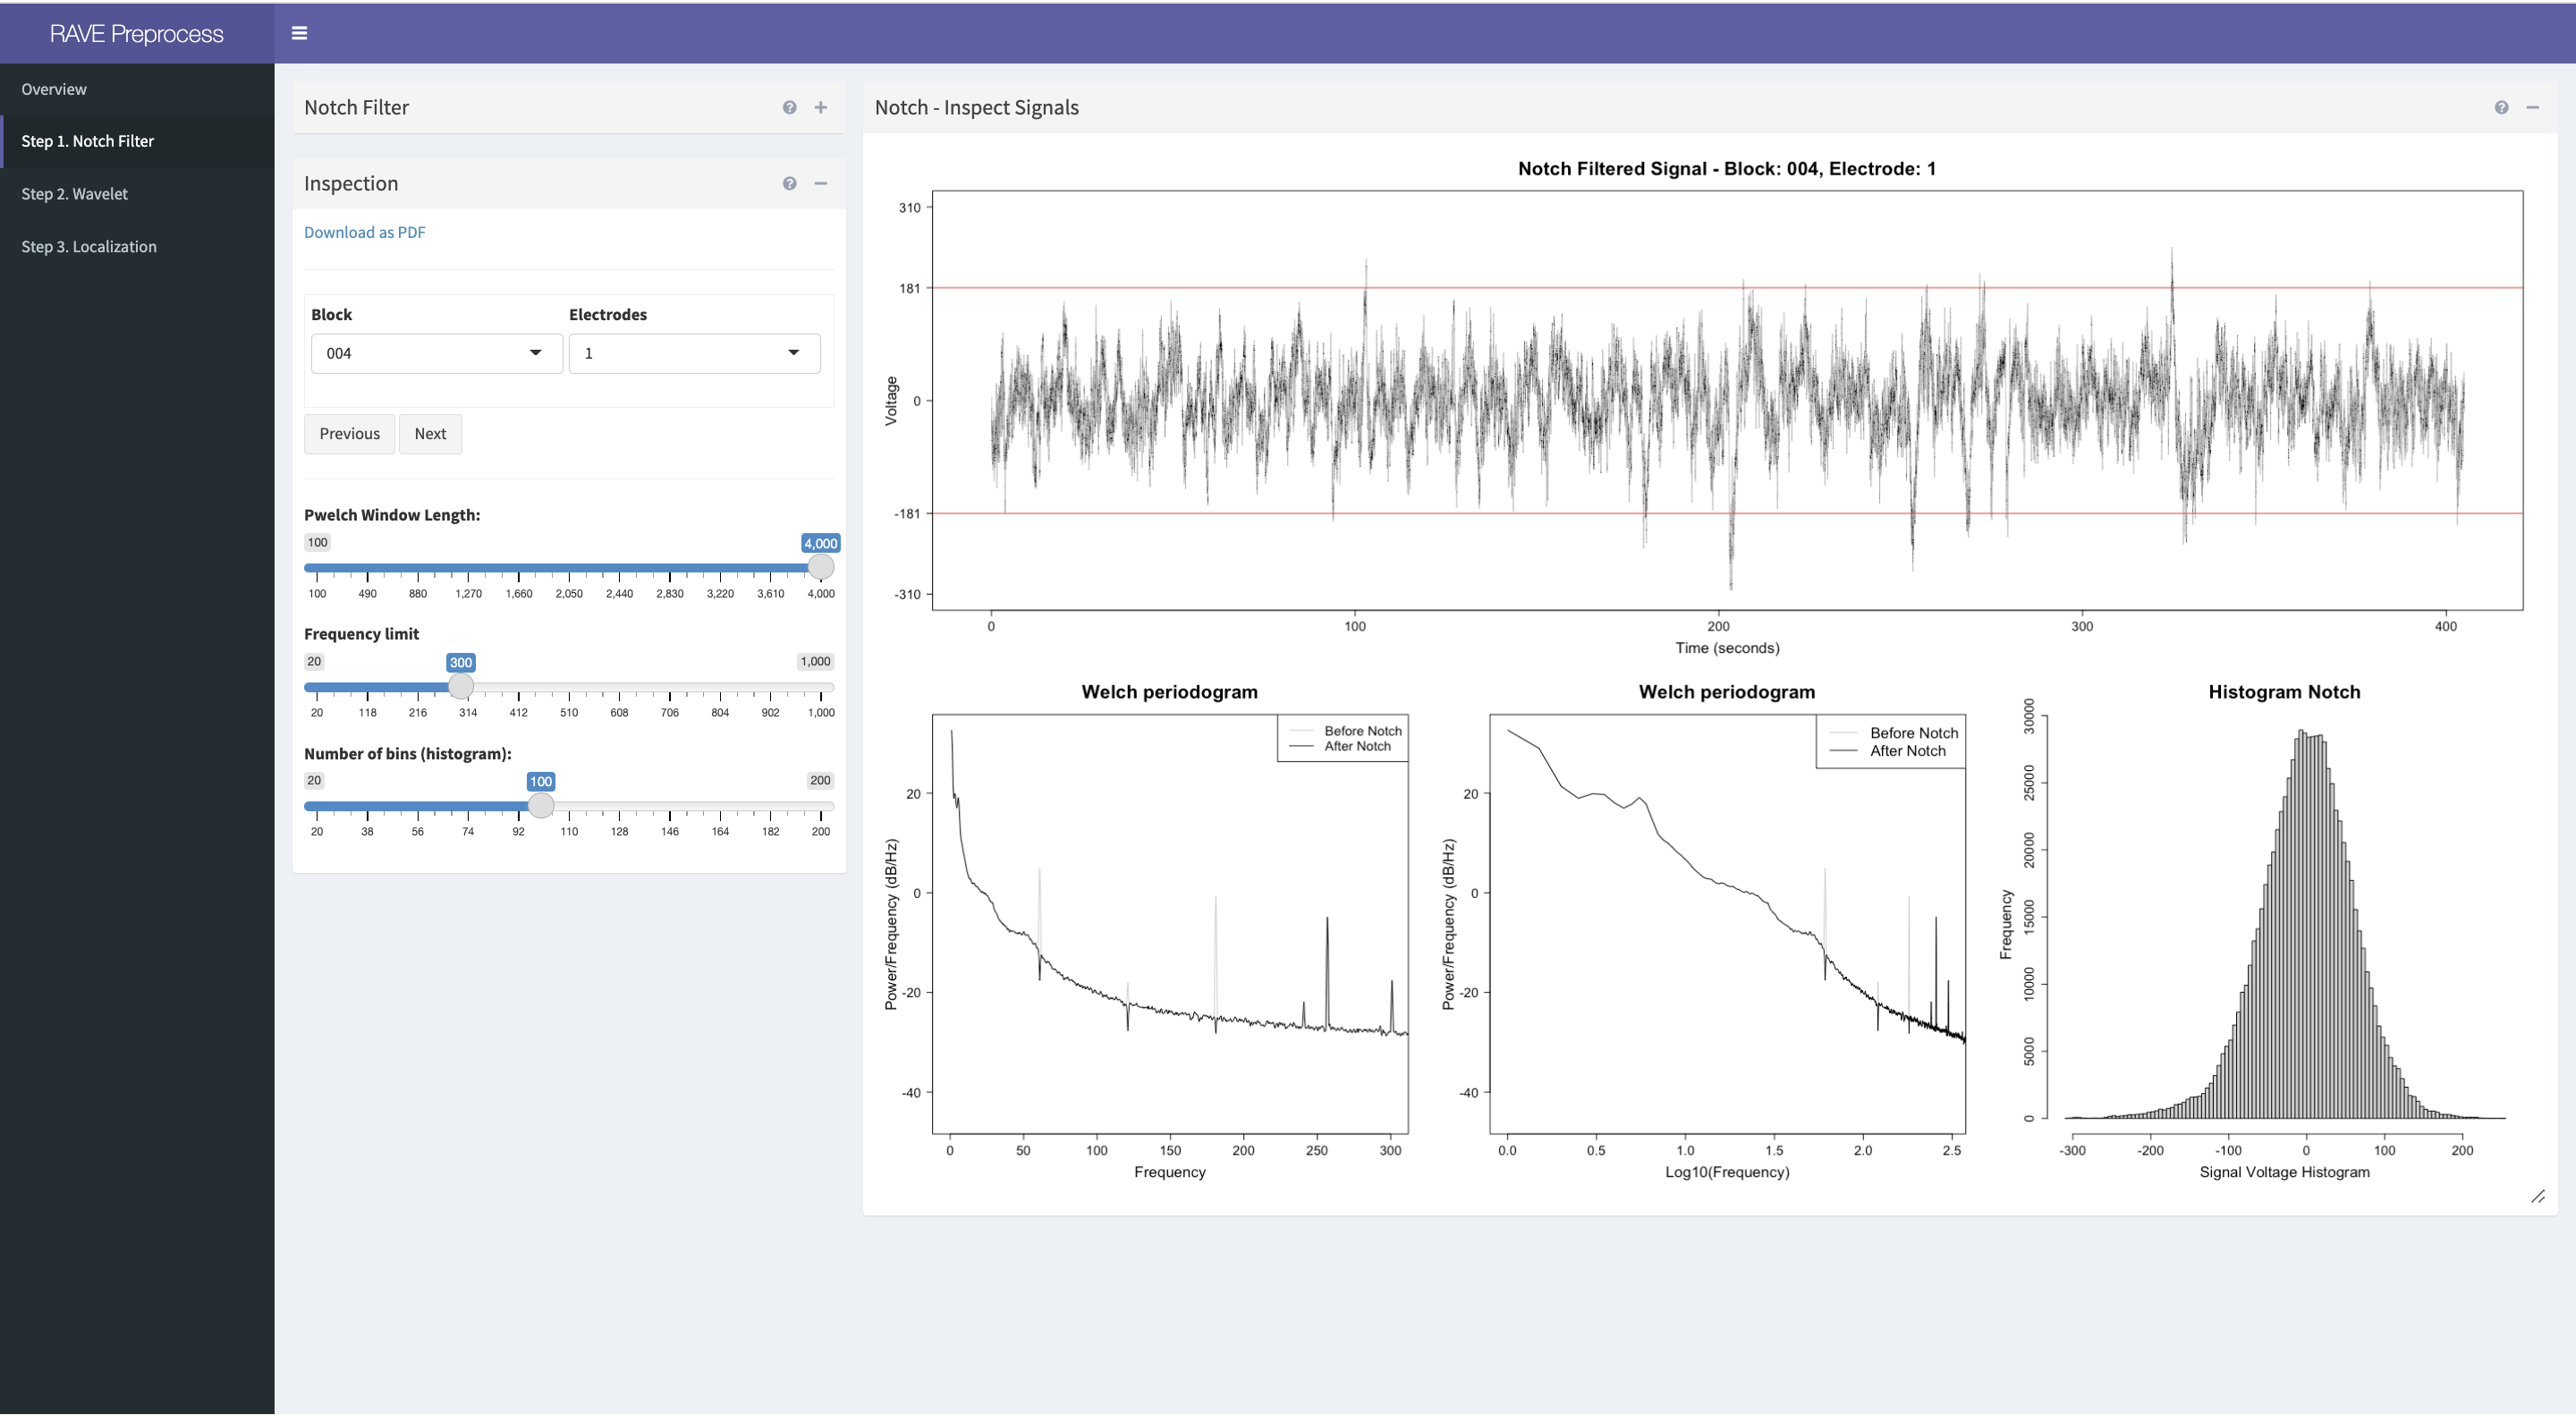 RAVE Preprocess
Overview
Step 1. Notch Filter
Step 2. Wavelet
Step 3. Localization
Notch Filter
Inspection
Download as PDF
Block Electrodes
004 1
Previous Next
Pwelch Window Length:
100 4,000
100 490 880 1,270 1,660 2,050 2,440 2,830 3,220 3,610 4,000
Frequency limit
20 300 1,000
20 118 216 314 412 510 608 706 804 902 1,000
Number of bins (histogram):
20 100 200
20 38 56 74 92 110 128 146 164 182 200
Notch - Inspect Signals
Notch Filtered Signal - Block: 004, Electrode: 1
Voltage
310
181
0
-181
-310
0 100 200 300 400
Time (seconds)
Welch periodogram
Before Notch
After Notch
Power/Frequency (dB/Hz)
20
0
-20
-40
0 50 100 150 200 250 300
Frequency
Welch periodogram
Before Notch
After Notch
Power/Frequency (dB/Hz)
20
0
-20
-40
0.0 0.5 1.0 1.5 2.0 2.5
Log10(Frequency)
Histogram Notch
Frequency
0 5000 10000 15000 20000 25000 30000
-300 -200 -100 0 100 200
Signal Voltage Histogram